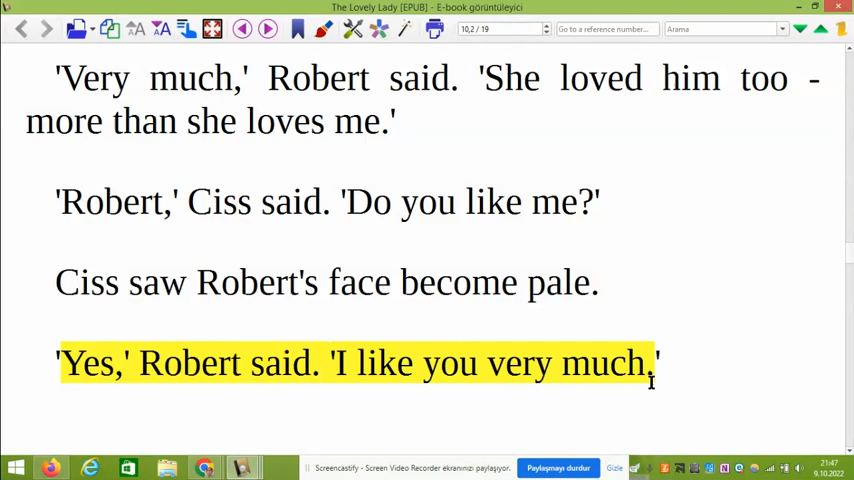 The Lovely Lady [EPUB] - E-book görüntüleyici
10,2 / 19
Go to a reference number...
Arama
'Very much,' Robert said. 'She loved him too -
more than she loves me.'
'Robert,' Ciss said. 'Do you like me?'
Ciss saw Robert's face become pale.
'Yes,' Robert said. 'I like you very much.'
Screencastify - Screen Video Recorder ekranınızı paylaşıyor.
Paylaşmayı durdur
Gizle
21:47
9.10.2022